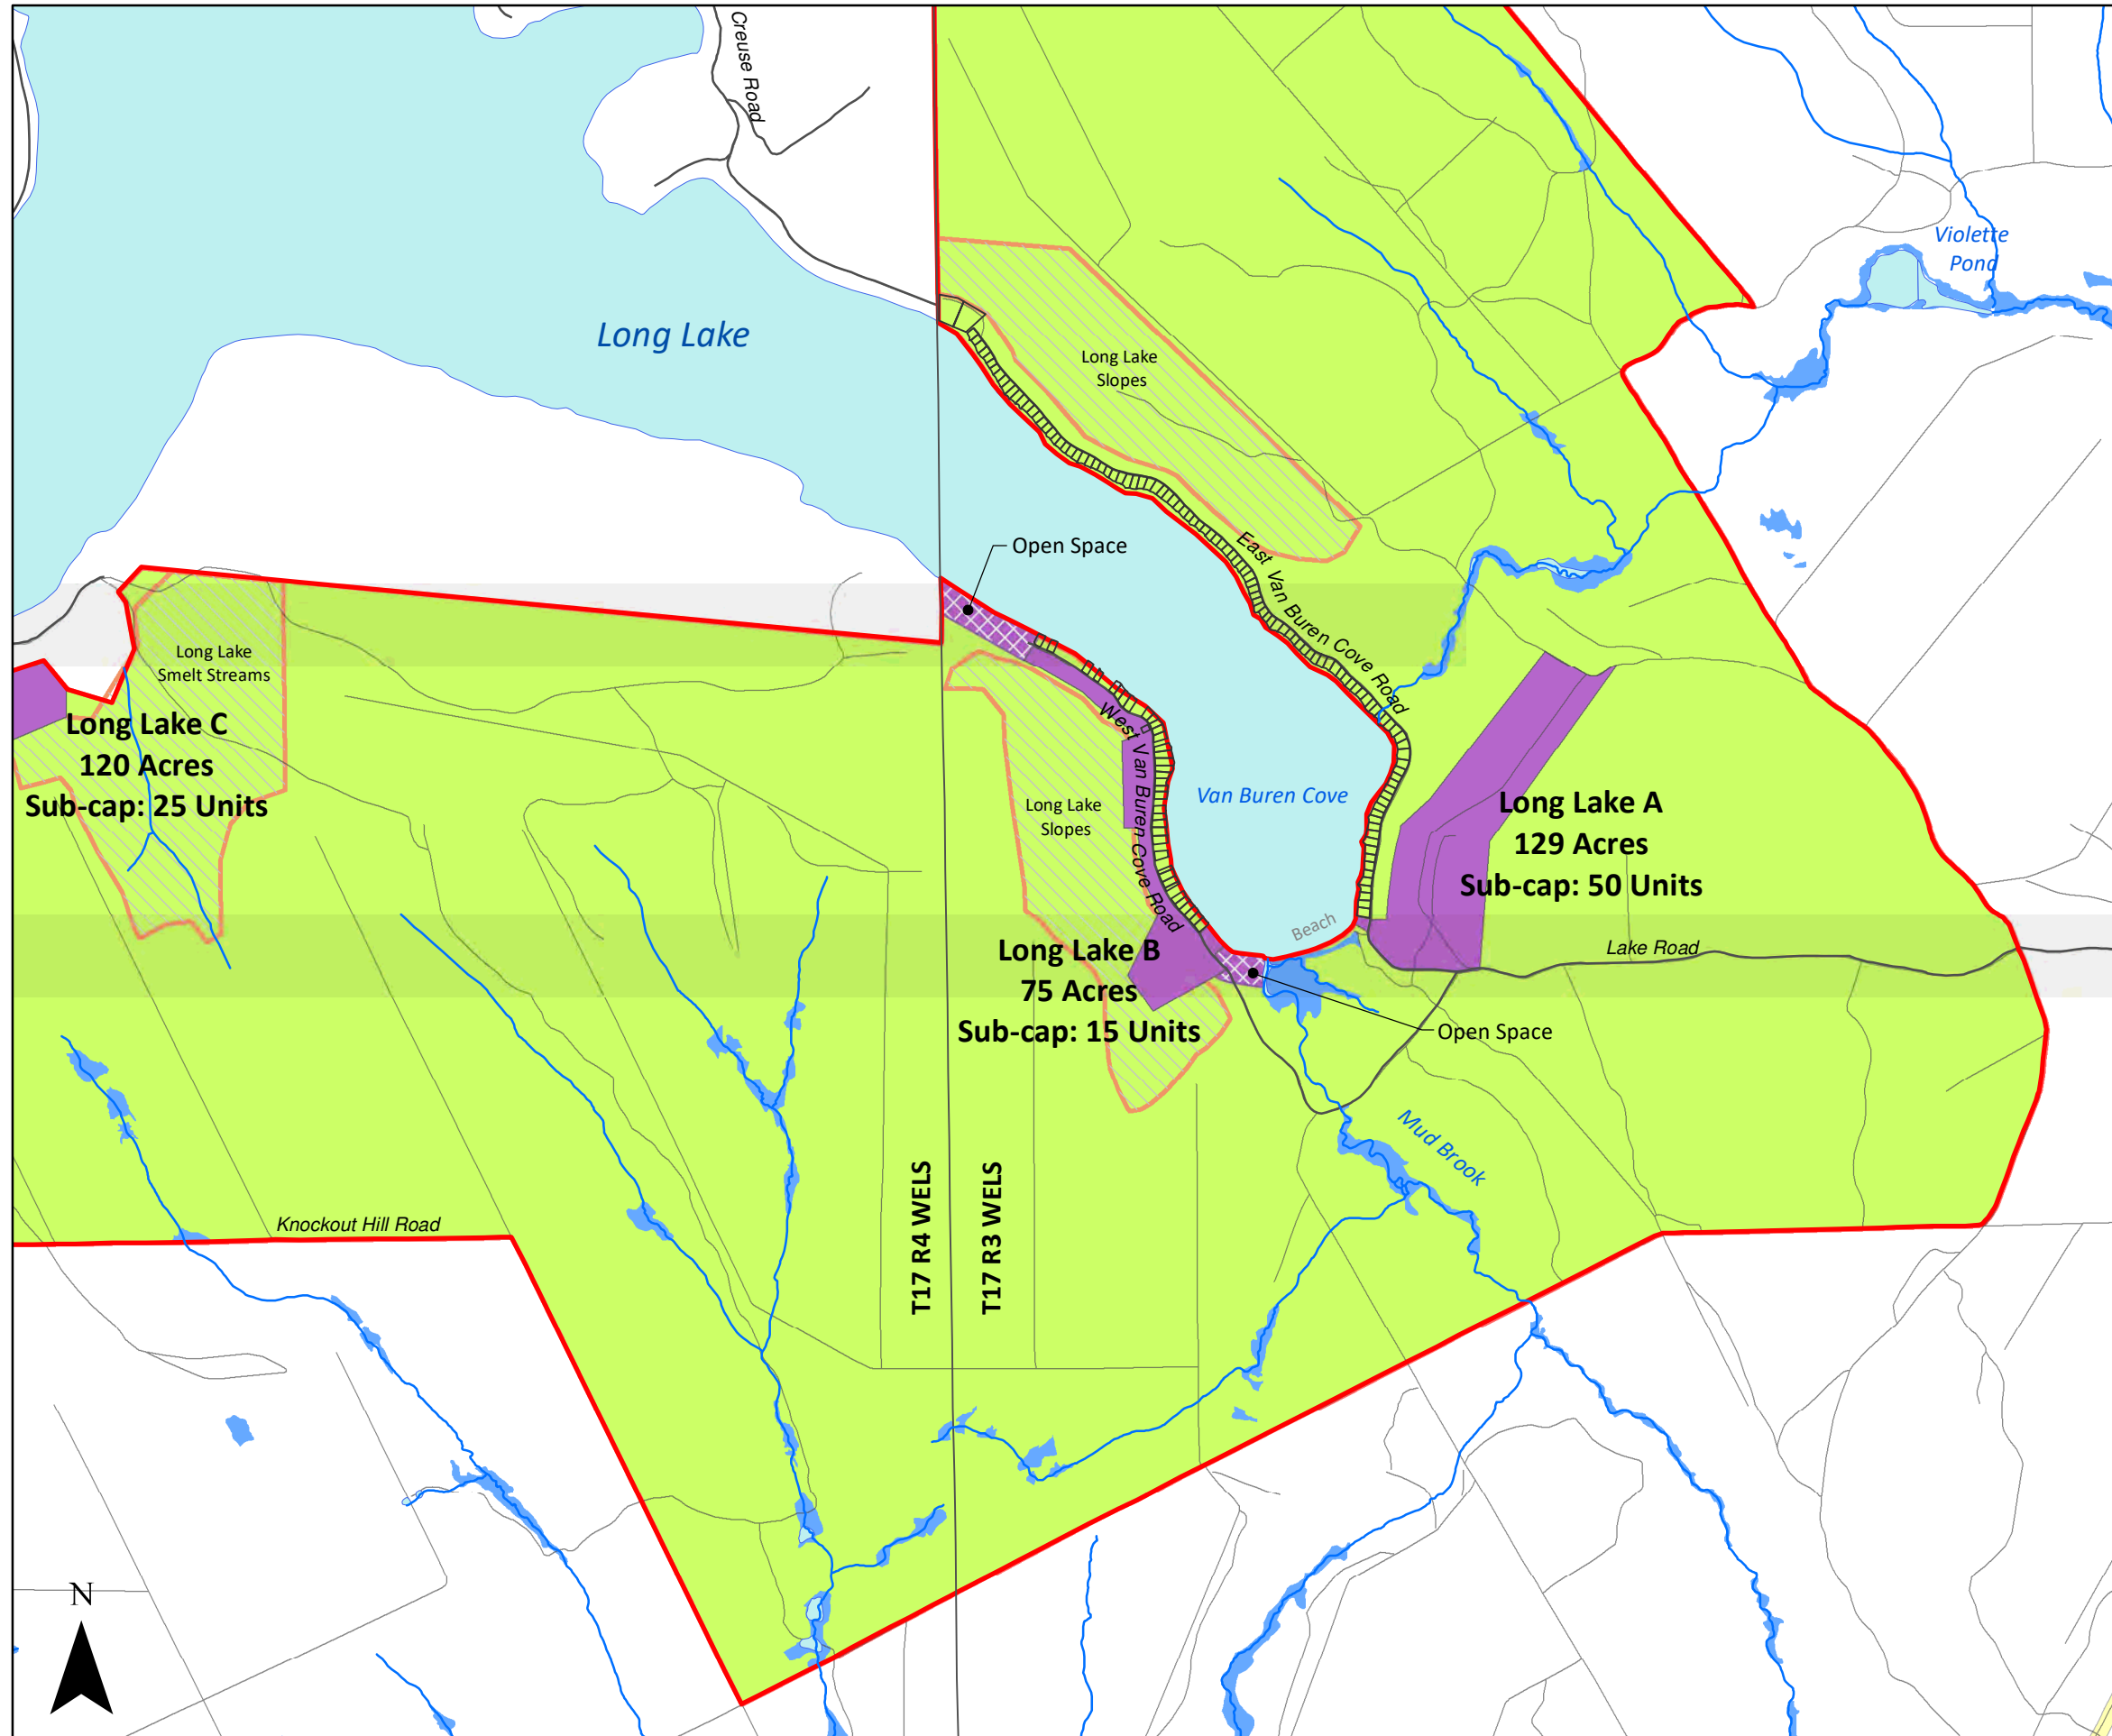 Creuse Road
Violette
Pond
Long Lake
Long Lake
Slopes
Open Space
East Van Buren Cove Road
Long Lake
Smelt Streams
Long Lake C
120 Acres
Sub-cap: 25 Units
West Van Buren Cove Road
Van Buren Cove
Long Lake
Slopes
Long Lake A
129 Acres
Sub-cap: 50 Units
Beach
Lake Road
Long Lake B
75 Acres
Sub-cap: 15 Units
Open Space
Mud Brook
T17 R4 WELS
T17 R3 WELS
Knockout Hill Road
N